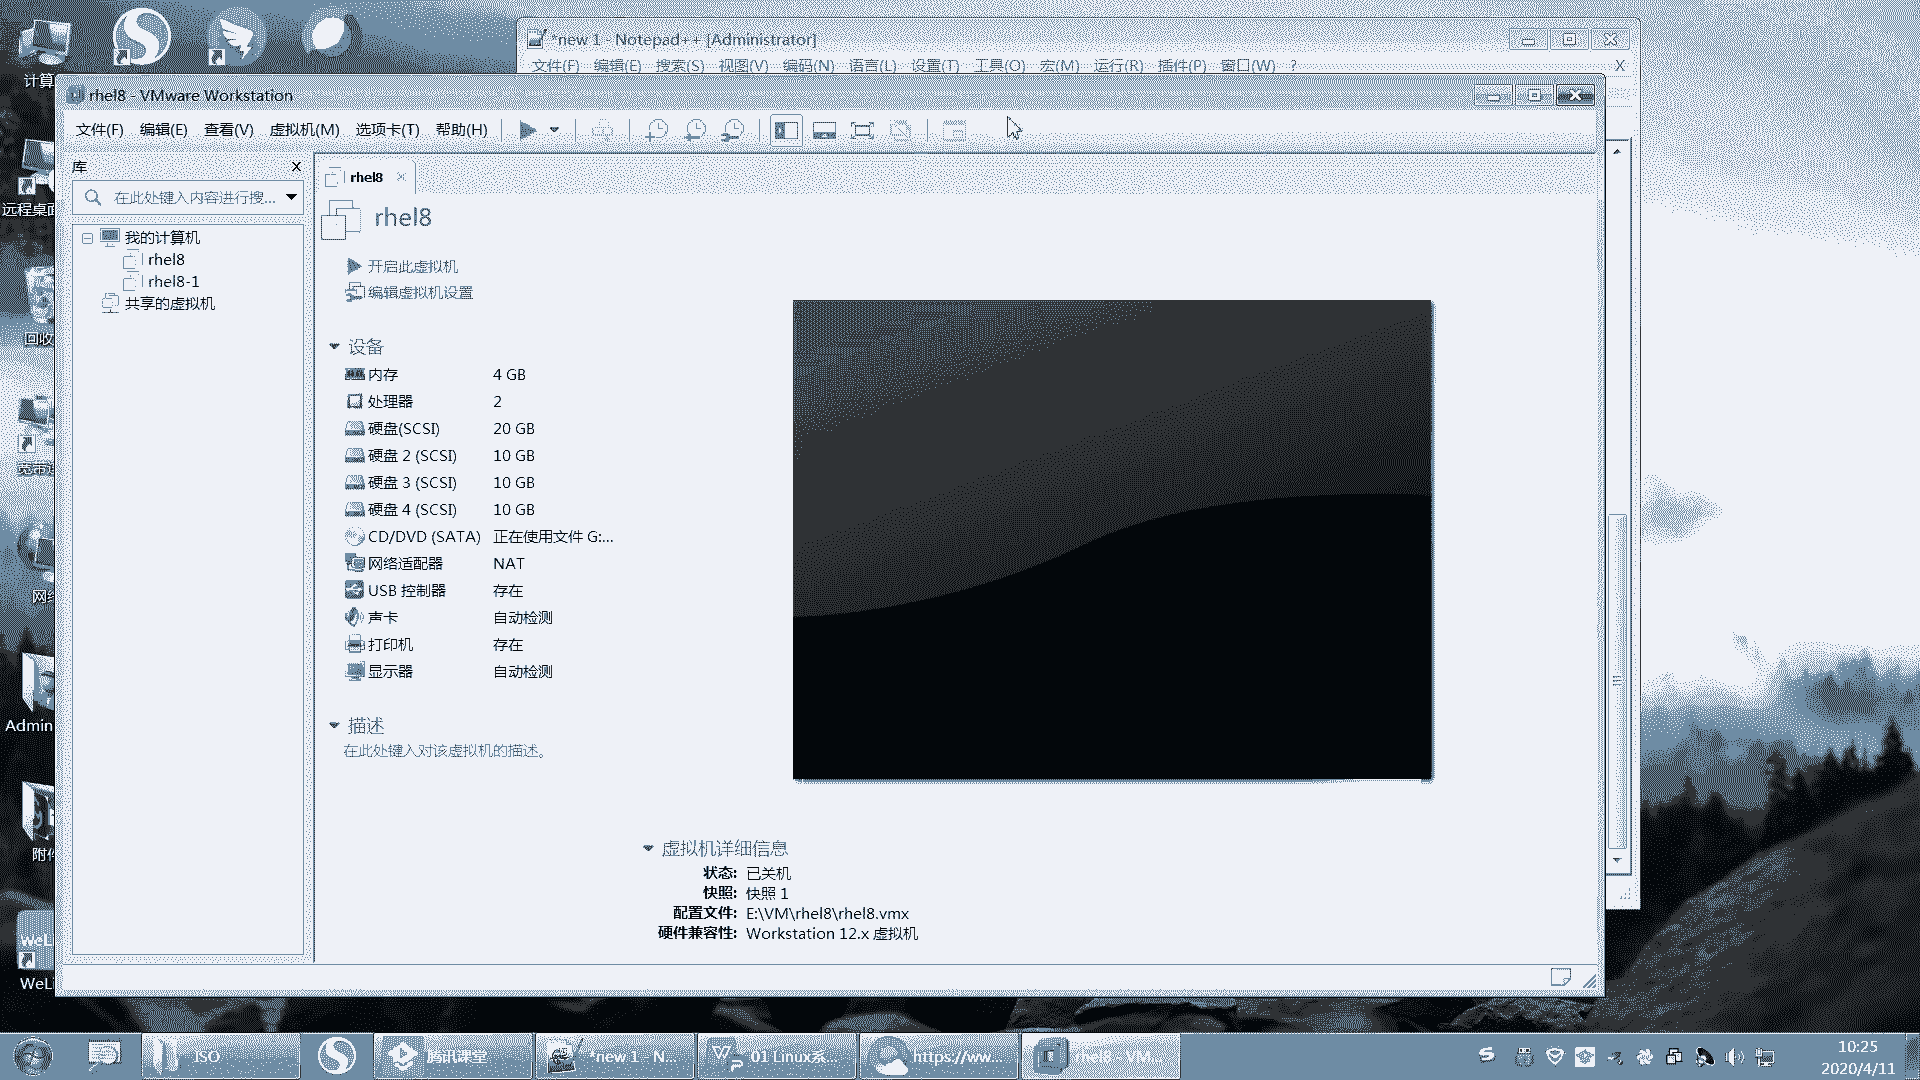 *new 1 - Notepad++ [Administrator]
文件(F) 编辑(E) 搜索(S) 视图(V) 编码(N) 语言(L) 设置(T) 工具(O) 宏(M) 运行(R) 插件(P) 窗口(W) ? X
计算
rhel8 - VMware Workstation
文件(F) 编辑(E) 查看(V) 虚拟机(M) 选项卡(T) 帮助(H)
库
在此处键入内容进行搜...
我的计算机
rhel8
rhel8-1
共享的虚拟机
远程桌面
回收
网络
Admin
附件
WeLi
rhel8
rhel8
开启此虚拟机
编辑虚拟机设置
设备
内存 4 GB
处理器 2
硬盘(SCSI) 20 GB
硬盘 2 (SCSI) 10 GB
硬盘 3 (SCSI) 10 GB
硬盘 4 (SCSI) 10 GB
CD/DVD (SATA) 正在使用文件 G:...
网络适配器 NAT
USB 控制器 存在
声卡 自动检测
打印机 存在
显示器 自动检测
描述
在此处键入对该虚拟机的描述。
虚拟机详细信息
状态: 已关机
快照: 快照 1
配置文件: E:\VM\rhel8\rhel8.vmx
硬件兼容性: Workstation 12.x 虚拟机
ISO
腾讯课堂
*new 1 - N...
01 Linux系...
https://ww...
rhel8 - VM...
10:25
2020/4/11